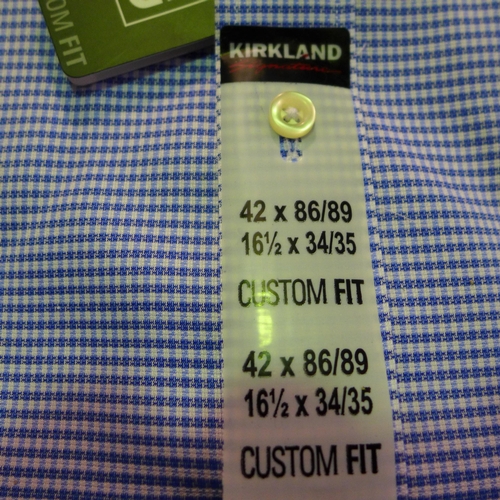 OM FIT
KIRKLAND
42 x 86/89
16½ x 34/35
CUSTOM FIT
42 x 86/89
16½ x 34/35
CUSTOM FIT